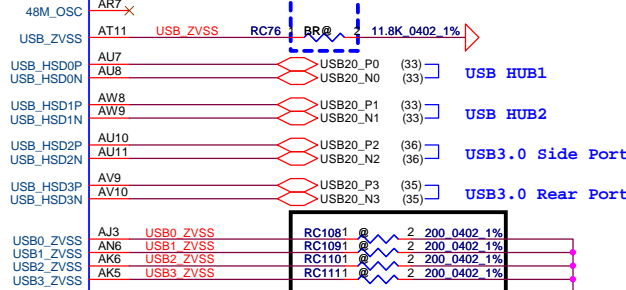 48M_OSC AR7
USB_ZVSS AT11 USB_ZVSS RC76 1 BR@ 2 11.8K_0402_1%
USB_HSD0P AU7 USB20_P0 (33)
USB_HSD0N AU8 USB20_N0 (33)
USB HUB1
USB_HSD1P AW8 USB20_P1 (33)
USB_HSD1N AW9 USB20_N1 (33)
USB HUB2
USB_HSD2P AU10 USB20_P2 (36)
USB_HSD2N AU11 USB20_N2 (36)
USB3.0 Side Port
USB_HSD3P AV9 USB20_P3 (35)
USB_HSD3N AV10 USB20_N3 (35)
USB3.0 Rear Port
USB0_ZVSS AJ3 USB0_ZVSS RC108 1 @ 2 200_0402_1%
USB1_ZVSS AN6 USB1_ZVSS RC109 1 @ 2 200_0402_1%
USB2_ZVSS AK6 USB2_ZVSS RC110 1 @ 2 200_0402_1%
USB3_ZVSS AK5 USB3_ZVSS RC111 1 @ 2 200_0402_1%